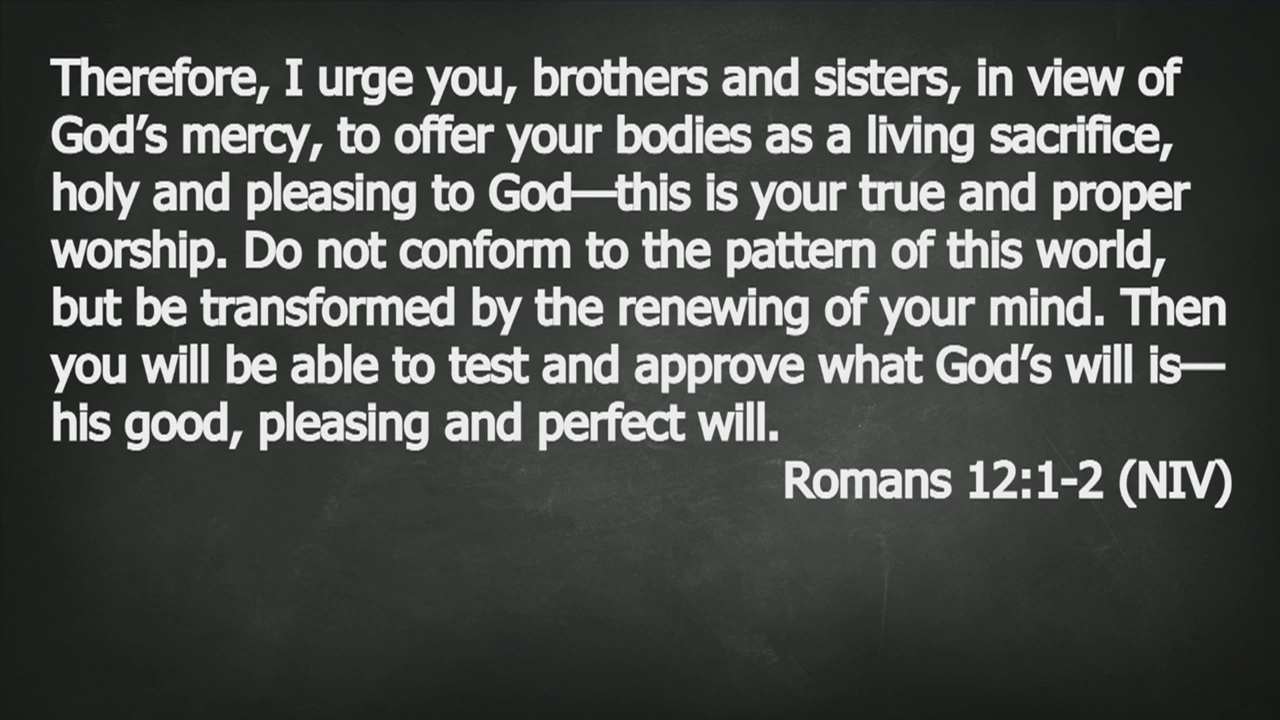 Therefore, I urge you, brothers and sisters, in view of
God’s mercy, to offer your bodies as a living sacrifice,
holy and pleasing to God—this is your true and proper
worship. Do not conform to the pattern of this world,
but be transformed by the renewing of your mind. Then
you will be able to test and approve what God’s will is—
his good, pleasing and perfect will.
Romans 12:1-2 (NIV)